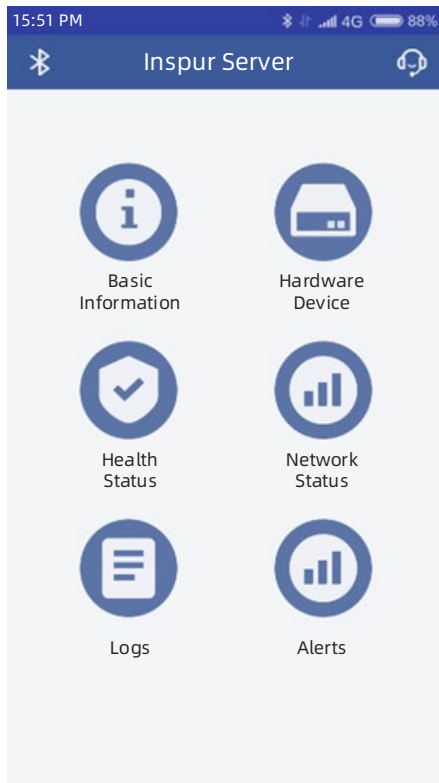 15:51 PM 4G 88%
Inspur Server
Basic
Information
Hardware
Device
Health
Status
Network
Status
Logs
Alerts